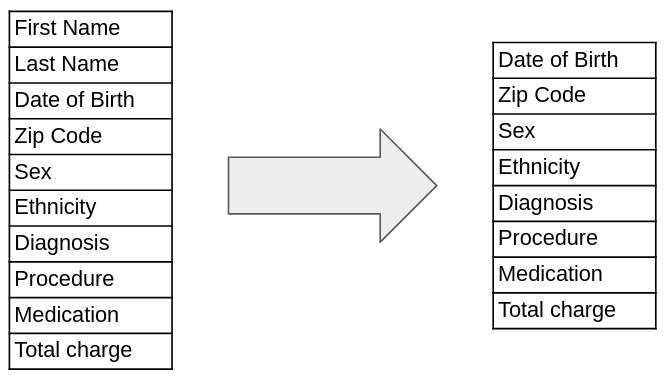 First Name
Last Name
Date of Birth
Zip Code
Sex
Ethnicity
Diagnosis
Procedure
Medication
Total charge
Date of Birth
Zip Code
Sex
Ethnicity
Diagnosis
Procedure
Medication
Total charge